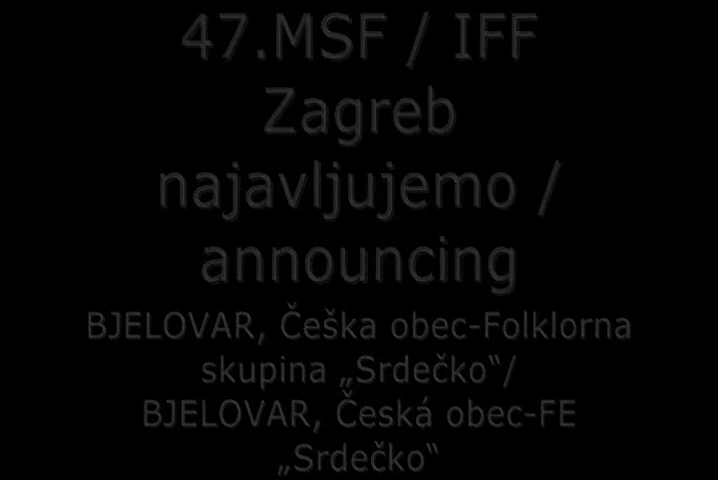 47.MSF / IFF
Zagreb
najavljujemo /
announcing
BJELOVAR, Češka obec-Folklorna
skupina „Srdečko“/
BJELOVAR, Česká obec-FE
„Srdečko“